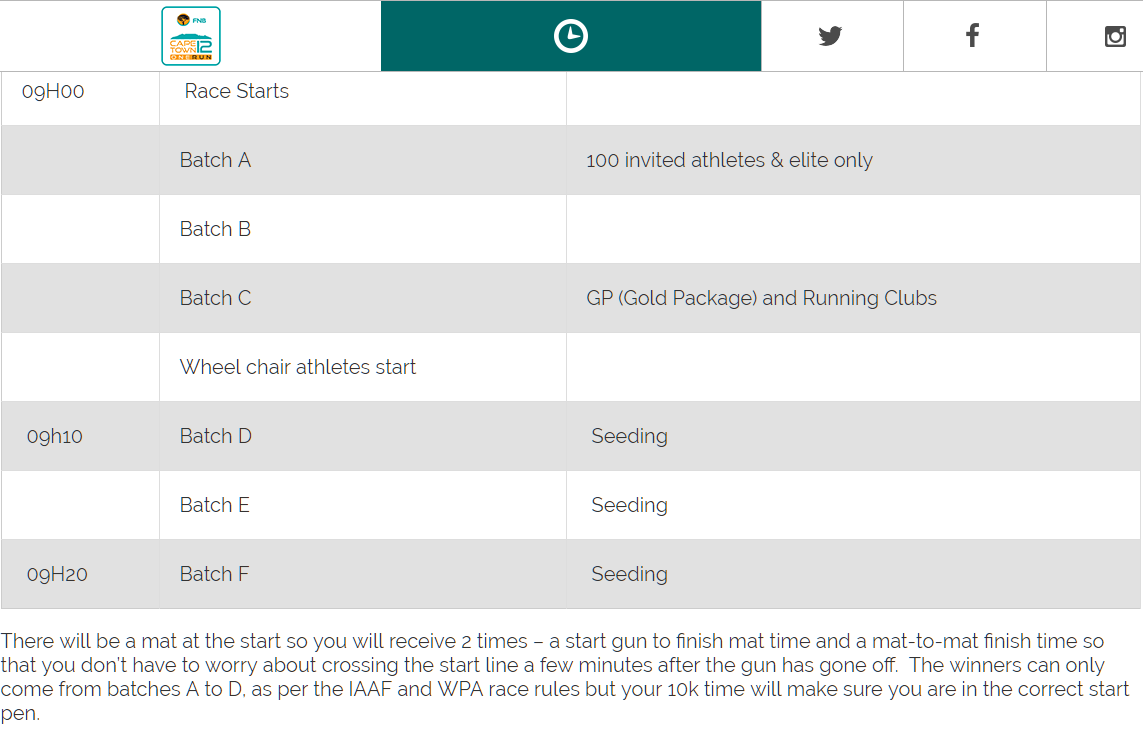 FNB
CAPE
TOWN 12
ONERUN
09H00 Race Starts
Batch A 100 invited athletes & elite only
Batch B
Batch C GP (Gold Package) and Running Clubs
Wheel chair athletes start
09h10 Batch D Seeding
Batch E Seeding
09H20 Batch F Seeding
There will be a mat at the start so you will receive 2 times – a start gun to finish mat time and a mat-to-mat finish time so
that you don't have to worry about crossing the start line a few minutes after the gun has gone off. The winners can only
come from batches A to D, as per the IAAF and WPA race rules but your 10k time will make sure you are in the correct start
pen.